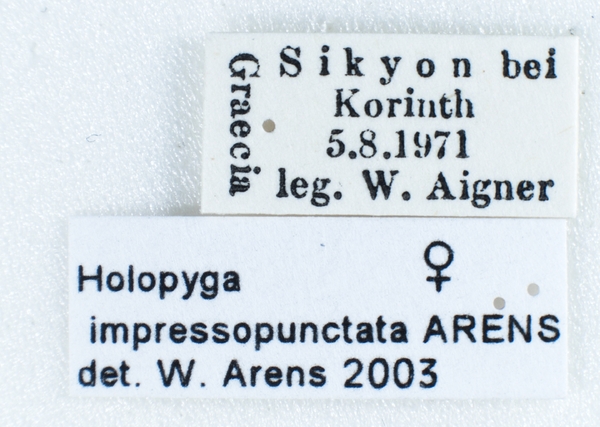 Graecia
Sikyon bei
Korinth
5.8.1971
leg. W. Aigner
Holopyga ♀
impressopunctata ARENS
det. W. Arens 2003